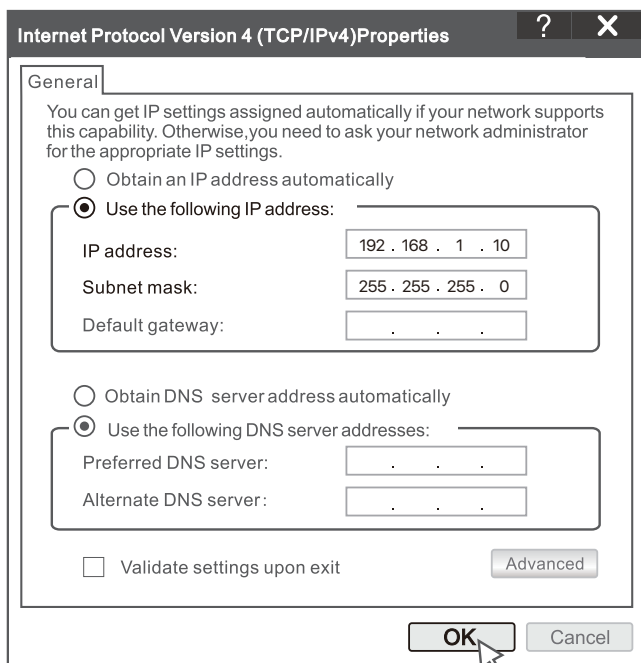 Internet Protocol Version 4 (TCP/IPv4)Properties
? X
General
You can get IP settings assigned automatically if your network supports
this capability. Otherwise,you need to ask your network administrator
for the appropriate IP settings.
Obtain an IP address automatically
Use the following IP address:
IP address: 192 . 168 . 1 . 10
Subnet mask: 255 . 255 . 255 . 0
Default gateway: . . .
Obtain DNS server address automatically
Use the following DNS server addresses:
Preferred DNS server: . . .
Alternate DNS server: . . .
Validate settings upon exit
Advanced
OK Cancel